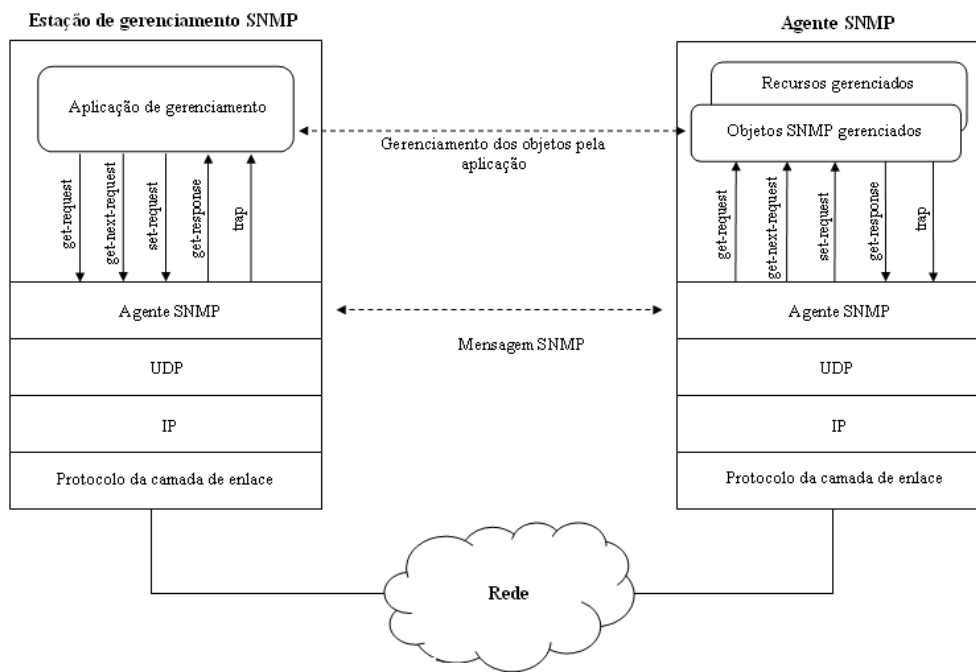 Estação de gerenciamento SNMP
Agente SNMP
Aplicação de gerenciamento
Recursos gerenciados
Objetos SNMP gerenciados
Gerenciamento dos objetos pela
aplicação
get-request
get-next-request
set-request
get-response
trap
get-request
get-next-request
set-request
get-response
trap
Agente SNMP
Agente SNMP
Mensagem SNMP
UDP
UDP
IP
IP
Protocolo da camada de enlace
Protocolo da camada de enlace
Rede